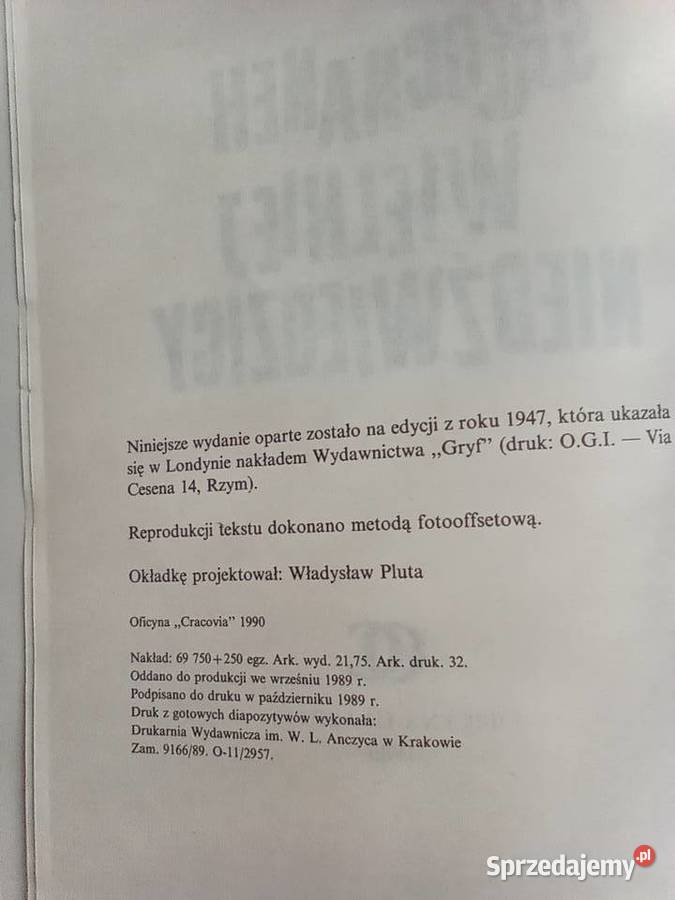 Niniejsze wydanie oparte zostało na edycji z roku 1947, która ukazała
się w Londynie nakładem Wydawnictwa „Gryf” (druk: O.G.I. — Via
Cesena 14, Rzym).
Reprodukcji tekstu dokonano metodą fotooffsetową.
Okładkę projektował: Władysław Pluta
Oficyna „Cracovia” 1990
Nakład: 69 750+250 egz. Ark. wyd. 21,75. Ark. druk. 32.
Oddano do produkcji we wrześniu 1989 r.
Podpisano do druku w październiku 1989 r.
Druk z gotowych diapozytywów wykonała:
Drukarnia Wydawnicza im. W. L. Anczyca w Krakowie
Zam. 9166/89. O-11/2957.
Sprzedajemy.pl